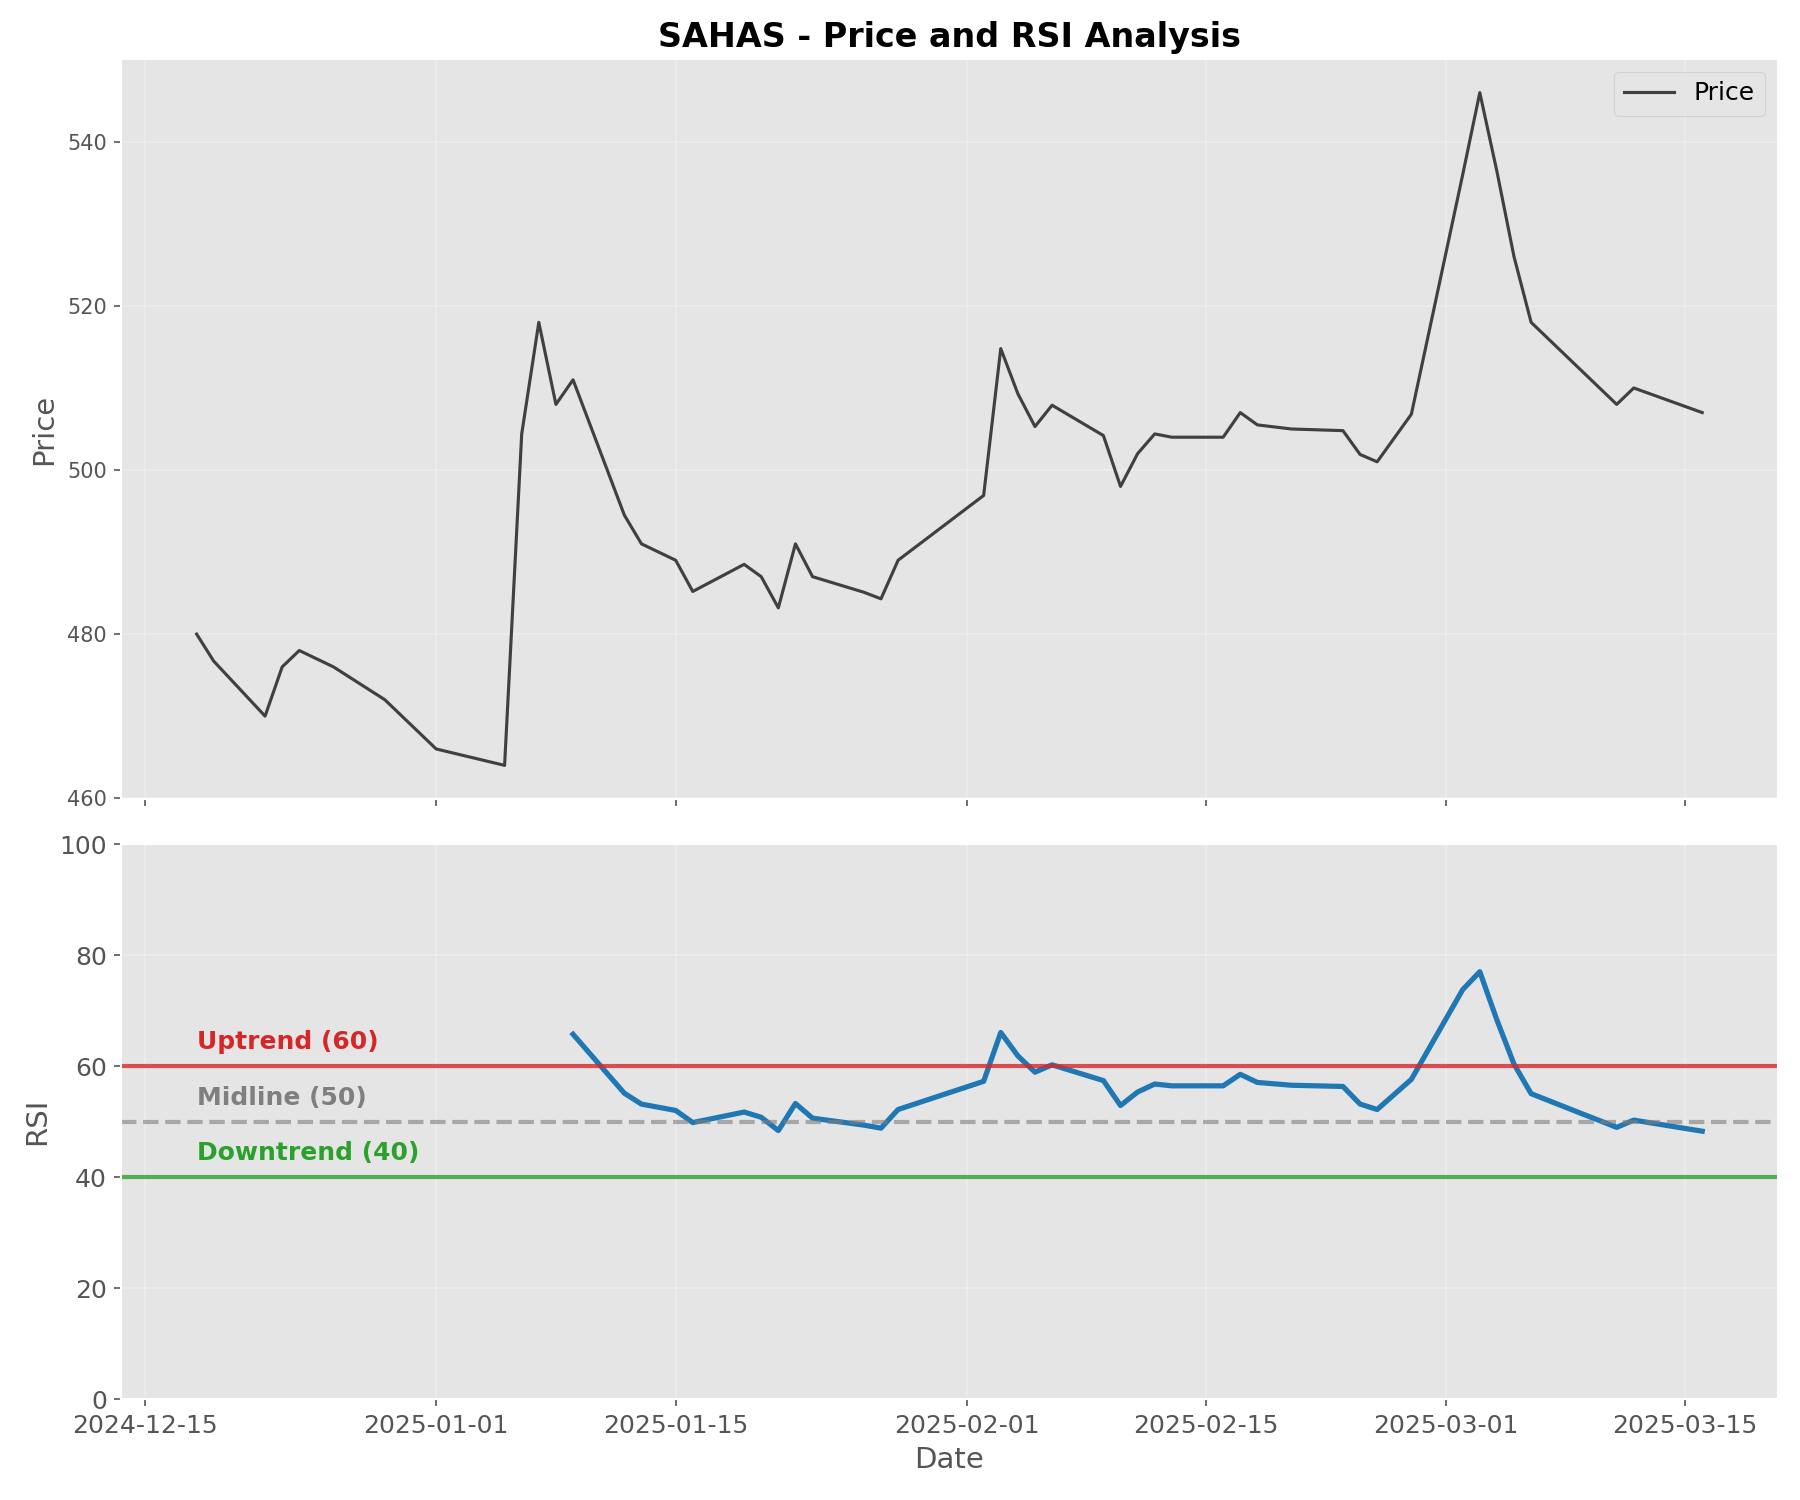 SAHAS - Price and RSI Analysis
Price
540
520
500
480
460
Price
100
80
60
40
20
0
RSI
Uptrend (60)
Midline (50)
Downtrend (40)
2024-12-15
2025-01-01
2025-01-15
2025-02-01
2025-02-15
2025-03-01
2025-03-15
Date